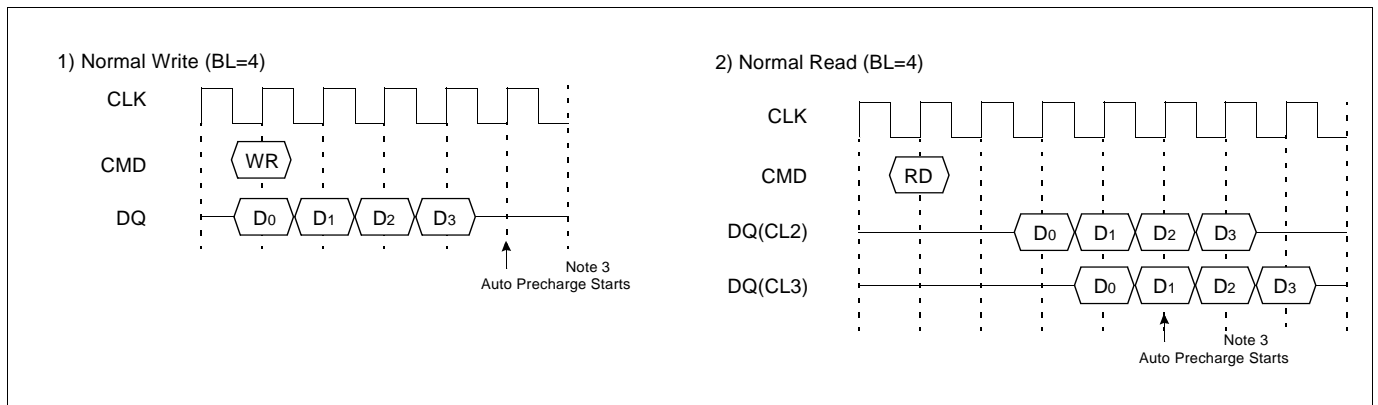 1) Normal Write (BL=4)
CLK
CMD
WR
DQ
D0 D1 D2 D3
Note 3
Auto Precharge Starts
2) Normal Read (BL=4)
CLK
CMD
RD
DQ(CL2)
D0 D1 D2 D3
DQ(CL3)
D0 D1 D2 D3
Note 3
Auto Precharge Starts